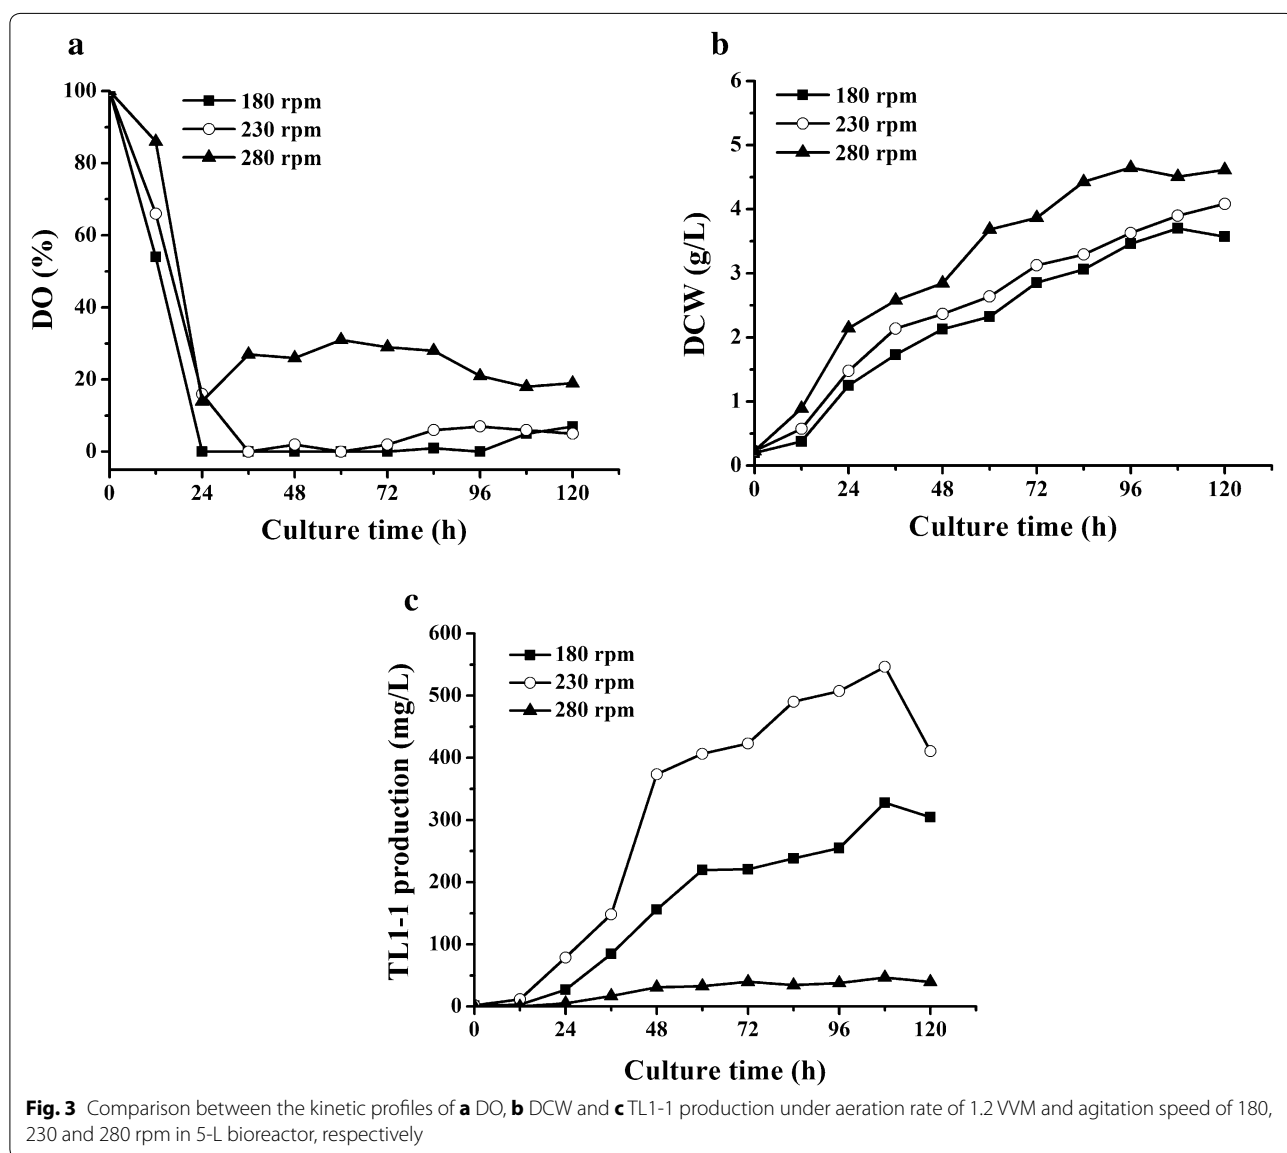 a
100
80
60
40
20
0
DO (%)
180 rpm
230 rpm
280 rpm
0 24 48 72 96 120
Culture time (h)
b
6
5
4
3
2
1
0
DCW (g/L)
180 rpm
230 rpm
280 rpm
0 24 48 72 96 120
Culture time (h)
c
600
500
400
300
200
100
0
TL1-1 production (mg/L)
180 rpm
230 rpm
280 rpm
0 24 48 72 96 120
Culture time (h)
Fig. 3 Comparison between the kinetic profiles of a DO, b DCW and c TL1-1 production under aeration rate of 1.2 VVM and agitation speed of 180,
230 and 280 rpm in 5-L bioreactor, respectively